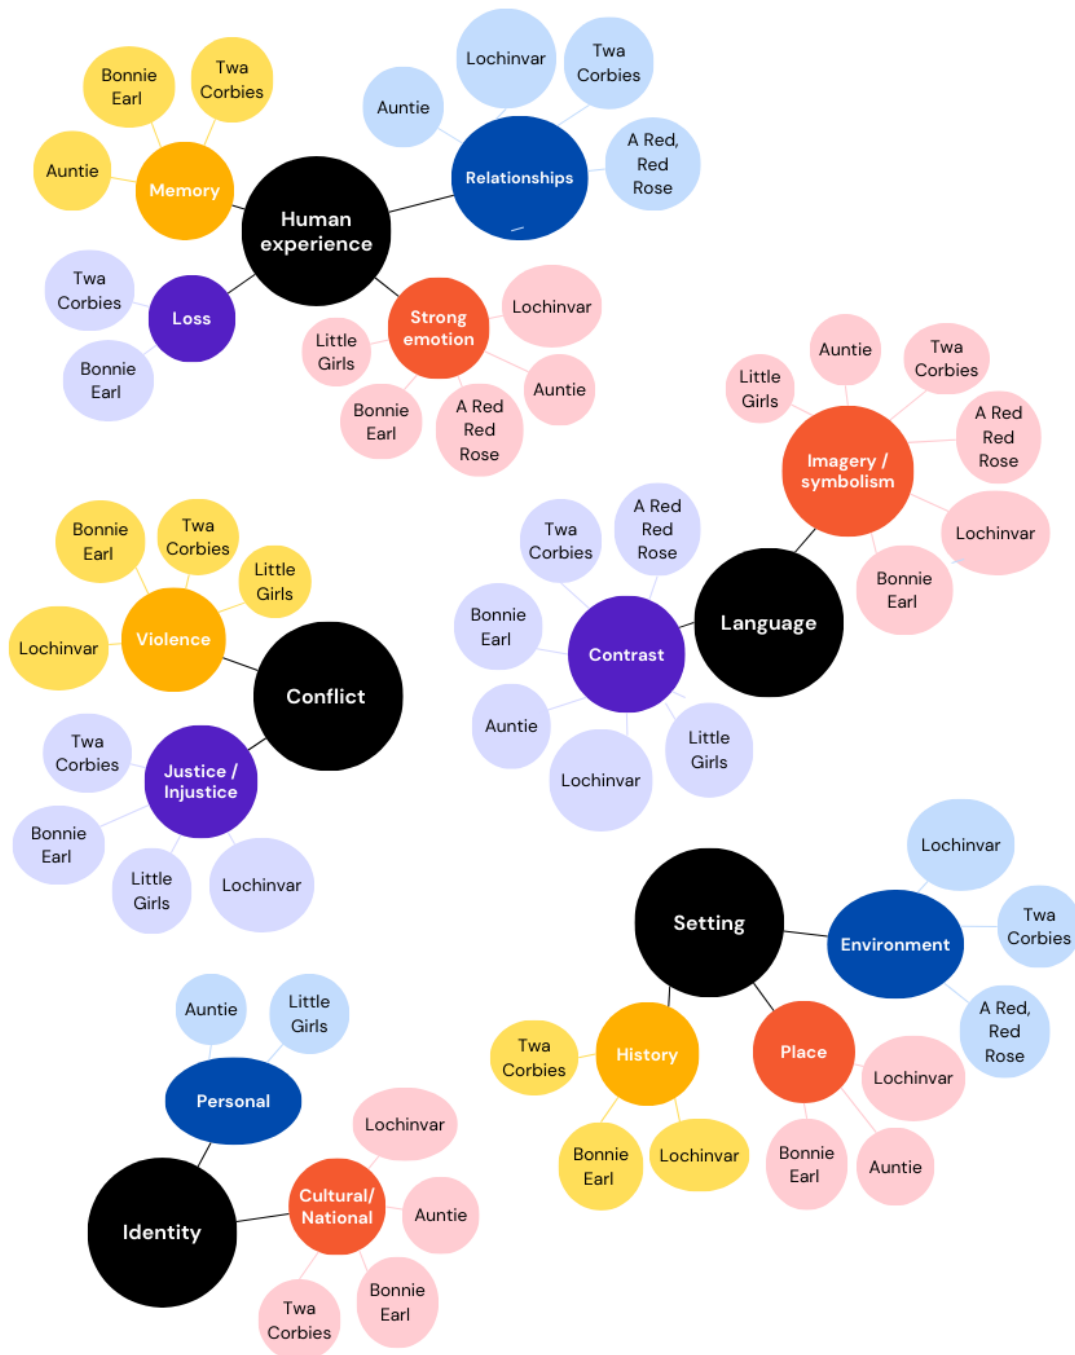 Human
experience
Memory
Auntie
Bonnie
Earl
Twa
Corbies
Relationships
Auntie
Lochinvar
Twa
Corbies
A Red,
Red
Rose
Loss
Twa
Corbies
Bonnie
Earl
Strong
emotion
Little
Girls
Bonnie
Earl
A Red
Red
Rose
Auntie
Lochinvar
Language
Imagery /
symbolism
Little
Girls
Auntie
Twa
Corbies
A Red
Red
Rose
Lochinvar
Bonnie
Earl
Contrast
A Red
Red
Rose
Twa
Corbies
Bonnie
Earl
Auntie
Lochinvar
Little
Girls
Conflict
Violence
Lochinvar
Bonnie
Earl
Twa
Corbies
Little
Girls
Justice /
Injustice
Twa
Corbies
Bonnie
Earl
Little
Girls
Lochinvar
Setting
Environment
Lochinvar
Twa
Corbies
A Red,
Red
Rose
History
Twa
Corbies
Bonnie
Earl
Lochinvar
Place
Lochinvar
Auntie
Bonnie
Earl
Identity
Personal
Auntie
Little
Girls
Cultural/
National
Lochinvar
Auntie
Bonnie
Earl
Twa
Corbies